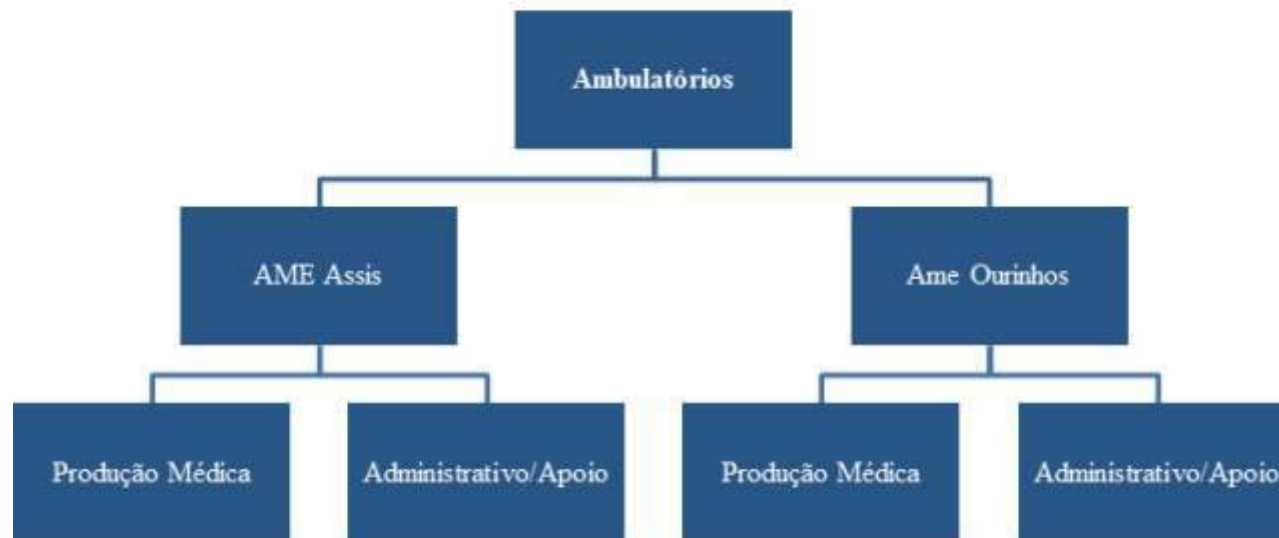 Ambulatórios
AME Assis
Ame Ourinhos
Produção Médica
Administrativo/Apoio
Produção Médica
Administrativo/Apoio